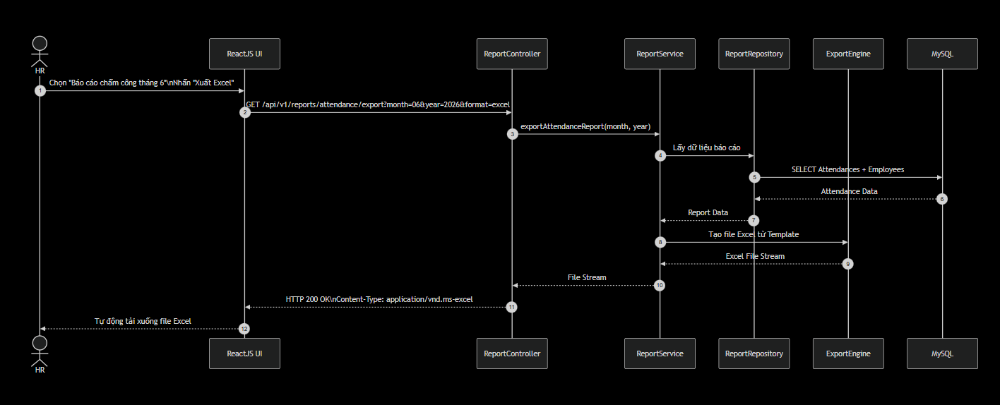 HR
ReactJS UI
ReportController
ReportService
ReportRepository
ExportEngine
MySQL
Chọn "Báo cáo chấm công tháng 6"\nNhấn "Xuất Excel"
1
GET /api/v1/reports/attendance/export?month=06&year=2026&format=excel
2
exportAttendanceReport(month, year)
3
Lấy dữ liệu báo cáo
4
SELECT Attendances + Employees
5
Attendance Data
6
Report Data
7
Tạo file Excel từ Template
8
Excel File Stream
9
File Stream
10
HTTP 200 OK\nContent-Type: application/vnd.ms-excel
11
Tự động tải xuống file Excel
12
HR
ReactJS UI
ReportController
ReportService
ReportRepository
ExportEngine
MySQL